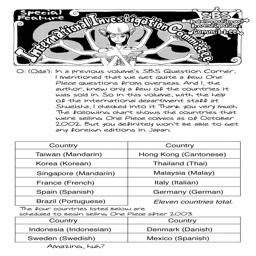 Special
Feature
International Investigation
O: (Oda): In a previous volume's SBS Question Corner,
I mentioned that we get quite a few One
Piece questions from overseas. And I, the
author, knew only a few of the countries it
was sold in. So in this volume, with the help
of the international department staff at
Shueisha, I checked into it. Thank you very much.
The following chart shows the countries that
were selling One Piece comics as of October
2002. But you definitely won't be able to get
any foreign editions in Japan.
Country Country
Taiwan (Mandarin) Hong Kong (Cantonese)
Korea (Korean) Thailand (Thai)
Singapore (Mandarin) Malaysia (Malay)
France (French) Italy (Italian)
Spain (Spanish) Germany (German)
Brazil (Portuguese) Eleven countries total.
The four countries listed below are
scheduled to begin selling One Piece after 2003.
Country Country
Indonesia (Indonesian) Denmark (Danish)
Sweden (Swedish) Mexico (Spanish)
Amazing, huh?